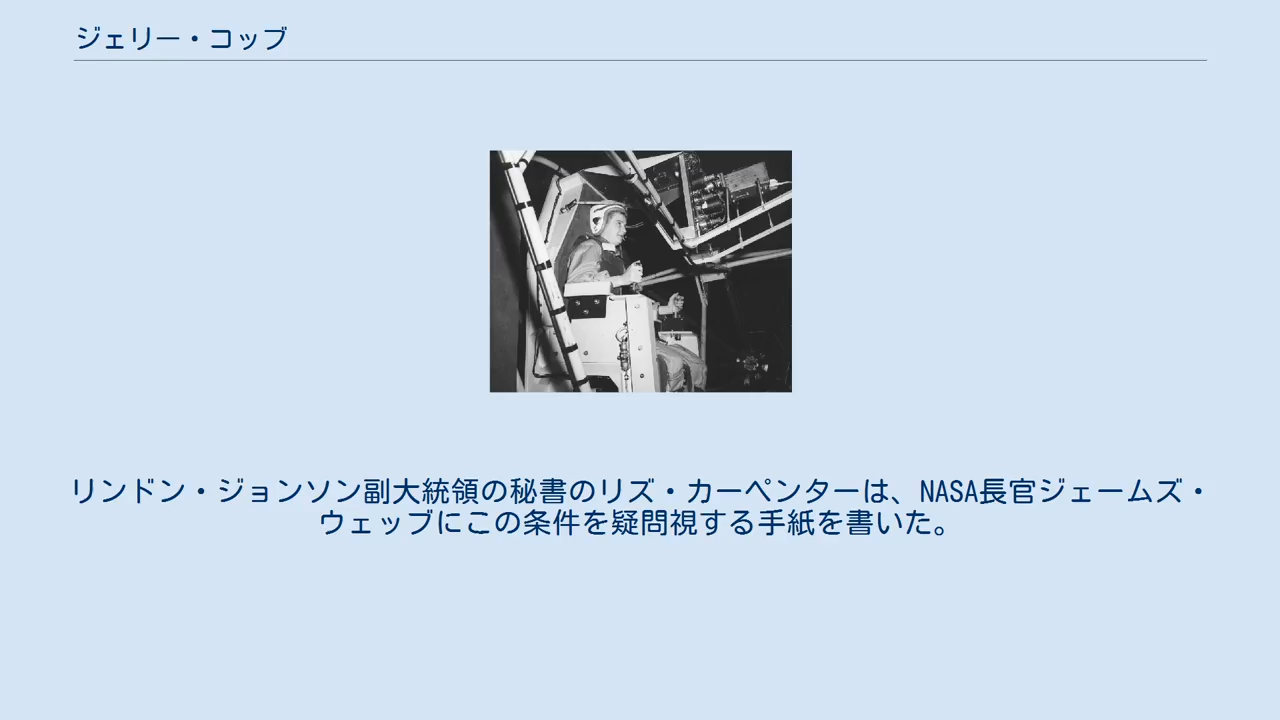 ジェリー・コッブ
リンドン・ジョンソン副大統領の秘書のリズ・カーペンターは、NASA長官ジェームズ・
ウェッブにこの条件を疑問視する手紙を書いた。